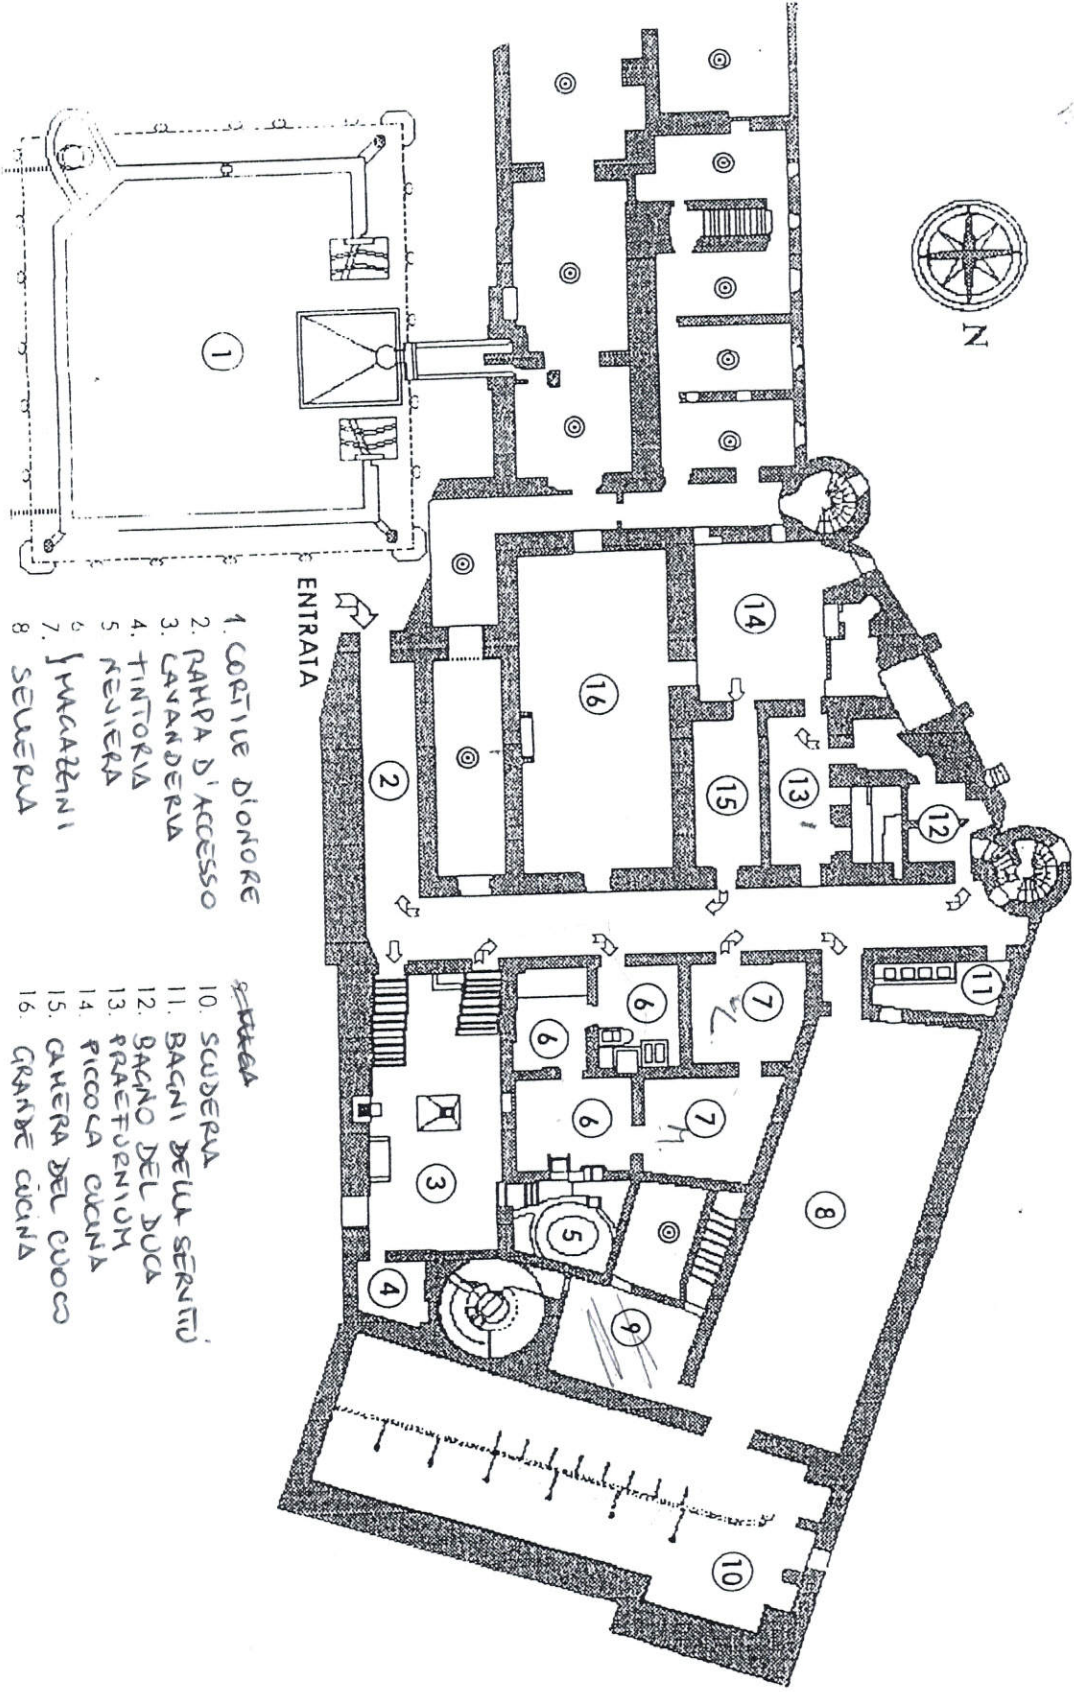 N
ENTRATA
1
2
3
4
5
6
6
6
7
7
8
9
10
11
12
13
14
15
16
1. CORTILE D'ONORE
2. RAMPA D'ACCESSO
3. LAVANDERIA
4. TINTORIA
5 NEVIERA
6
7. } MAGAZZINI
8 SELLERIA
10. SCUDERIA
11. BAGNI DELLA SERVITÙ
12. BAGNO DEL DUCA
13. PRAEFURNIUM
14. PICCOLA CUCINA
15. CAMERA DEL CUOCO
16. GRANDE CUCINA